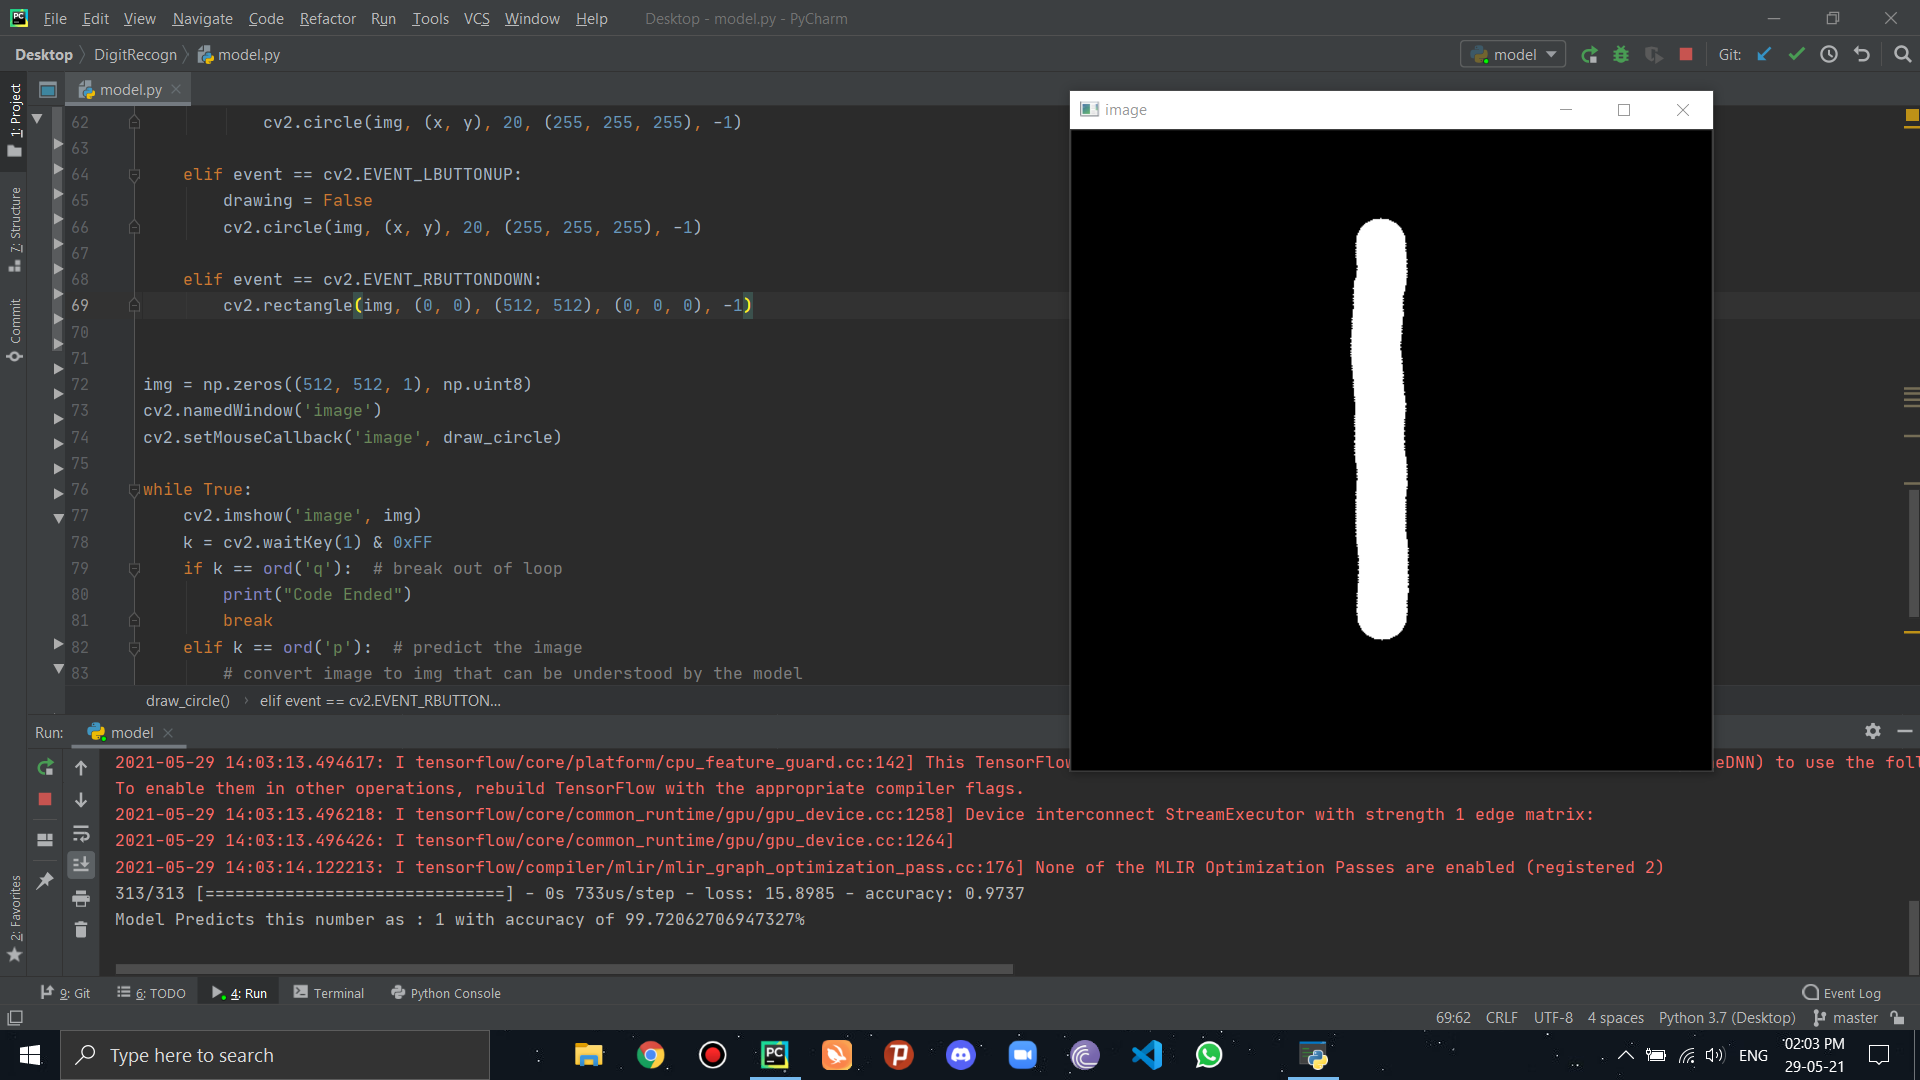 File Edit View Navigate Code Refactor Run Tools VCS Window Help Desktop - model.py - PyCharm
Desktop DigitRecogn model.py model Git:
model.py
1: Project
7: Structure
Commit
2: Favorites
62 cv2.circle(img, (x, y), 20, (255, 255, 255), -1)
63
64 elif event == cv2.EVENT_LBUTTONUP:
65 drawing = False
66 cv2.circle(img, (x, y), 20, (255, 255, 255), -1)
67
68 elif event == cv2.EVENT_RBUTTONDOWN:
69 cv2.rectangle(img, (0, 0), (512, 512), (0, 0, 0), -1)
70
71
72 img = np.zeros((512, 512, 1), np.uint8)
73 cv2.namedWindow('image')
74 cv2.setMouseCallback('image', draw_circle)
75
76 while True:
77 cv2.imshow('image', img)
78 k = cv2.waitKey(1) & 0xFF
79 if k == ord('q'): # break out of loop
80 print("Code Ended")
81 break
82 elif k == ord('p'): # predict the image
83 # convert image to img that can be understood by the model
draw_circle() elif event == cv2.EVENT_RBUTTON...
image
Run: model
2021-05-29 14:03:13.494617: I tensorflow/core/platform/cpu_feature_guard.cc:142] This TensorFlow eDNN) to use the foll
To enable them in other operations, rebuild TensorFlow with the appropriate compiler flags.
2021-05-29 14:03:13.496218: I tensorflow/core/common_runtime/gpu/gpu_device.cc:1258] Device interconnect StreamExecutor with strength 1 edge matrix:
2021-05-29 14:03:13.496426: I tensorflow/core/common_runtime/gpu/gpu_device.cc:1264]
2021-05-29 14:03:14.122213: I tensorflow/compiler/mlir/mlir_graph_optimization_pass.cc:176] None of the MLIR Optimization Passes are enabled (registered 2)
313/313 [==============================] - 0s 733us/step - loss: 15.8985 - accuracy: 0.9737
Model Predicts this number as : 1 with accuracy of 99.72062706947327%
9: Git 6: TODO 4: Run Terminal Python Console Event Log
69:62 CRLF UTF-8 4 spaces Python 3.7 (Desktop) master
Type here to search ENG 02:03 PM
29-05-21